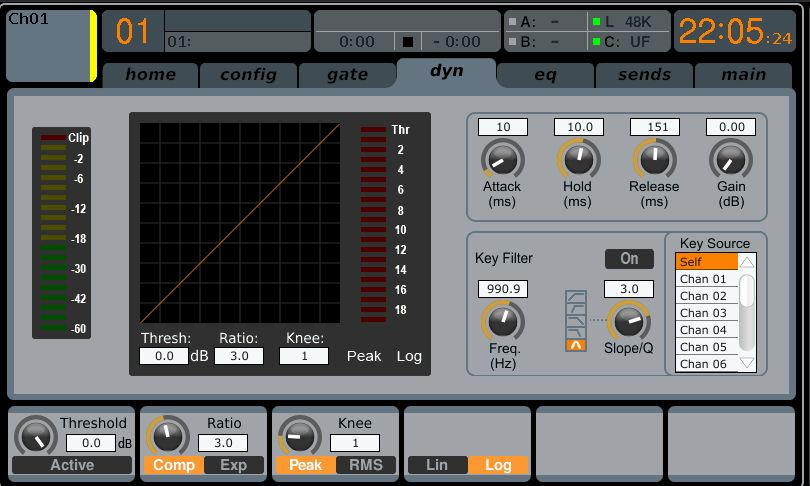 Ch01
01
01:
0:00 - 0:00
A: - L 48K
B: - C: UF
22:05:24
home config gate dyn eq sends main
Clip
-2
-6
-12
-18
-30
-42
-60
Thr
2
4
6
8
10
12
14
16
18
Thresh: Ratio: Knee:
0.0 dB 3.0 1 Peak Log
10 10.0 151 0.00
Attack Hold Release Gain
(ms) (ms) (ms) (dB)
Key Filter On
990.9 3.0
Freq. Slope/Q
(Hz)
Key Source
Self
Chan 01
Chan 02
Chan 03
Chan 04
Chan 05
Chan 06
Threshold
0.0 dB
Active
Ratio
3.0
Comp Exp
Knee
1
Peak RMS
Lin Log